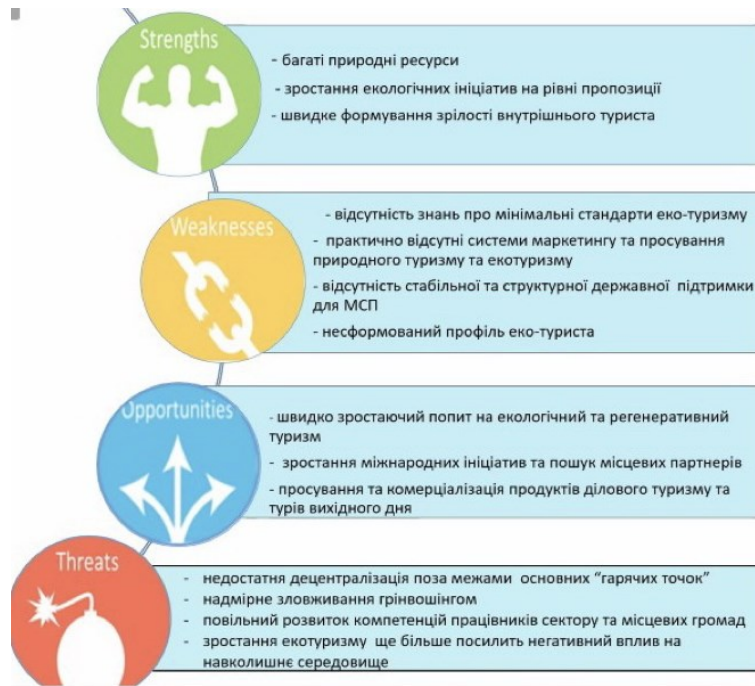 Strengths
- багаті природні ресурси
- зростання екологічних ініціатив на рівні пропозиції
- швидке формування зрілості внутрішнього туриста
Weaknesses
- відсутність знань про мінімальні стандарти еко-туризму
- практично відсутні системи маркетингу та просування
природного туризму та екотуризму
- відсутність стабільної та структурної державної підтримки
для МСП
- несформований профіль еко-туриста
Opportunities
- швидко зростаючий попит на екологічний та регенеративний
туризм
- зростання міжнародних ініціатив та пошук місцевих партнерів
- просування та комерціалізація продуктів ділового туризму та
турів вихідного дня
Threats
- недостатня децентралізація поза межами основних “гарячих точок”
- надмірне зловживання грінвошінгом
- повільний розвиток компетенцій працівників сектору та місцевих громад
- зростання екотуризму ще більше посилить негативний вплив на
навколишнє середовище